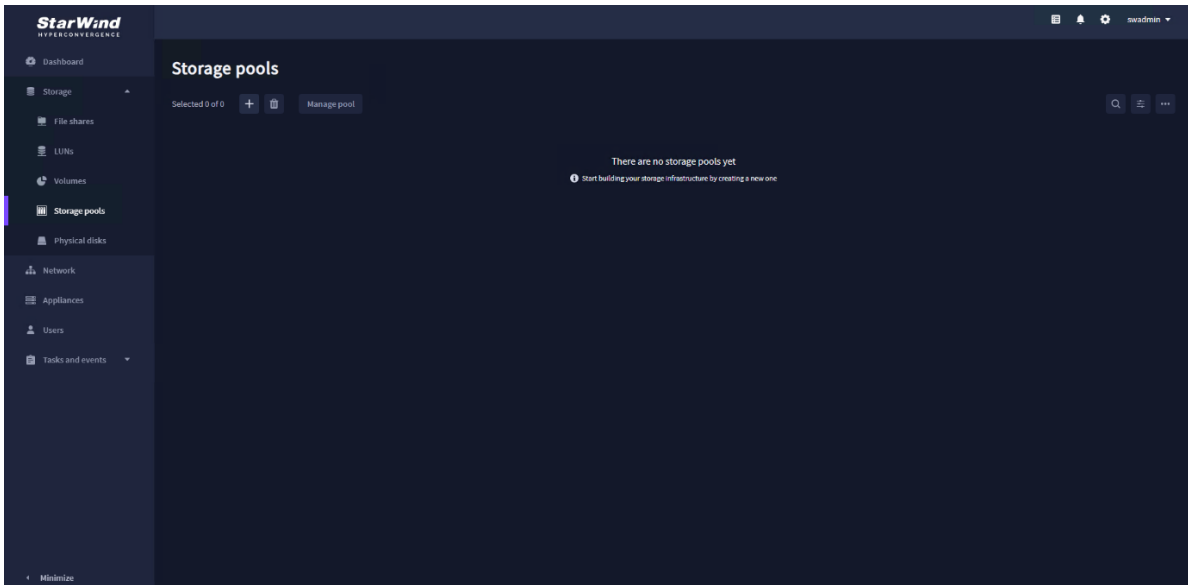 StarWind
HYPERCONVERGENCE
swadmin
Dashboard
Storage
File shares
LUNs
Volumes
Storage pools
Physical disks
Network
Appliances
Users
Tasks and events
Minimize
Storage pools
Selected 0 of 0
Manage pool
There are no storage pools yet
Start building your storage infrastructure by creating a new one